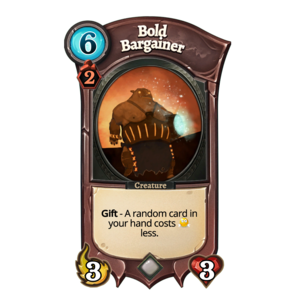 6
Bold
Bargainer
2
Creature
Gift - A random card in
your hand costs
less.
3
3